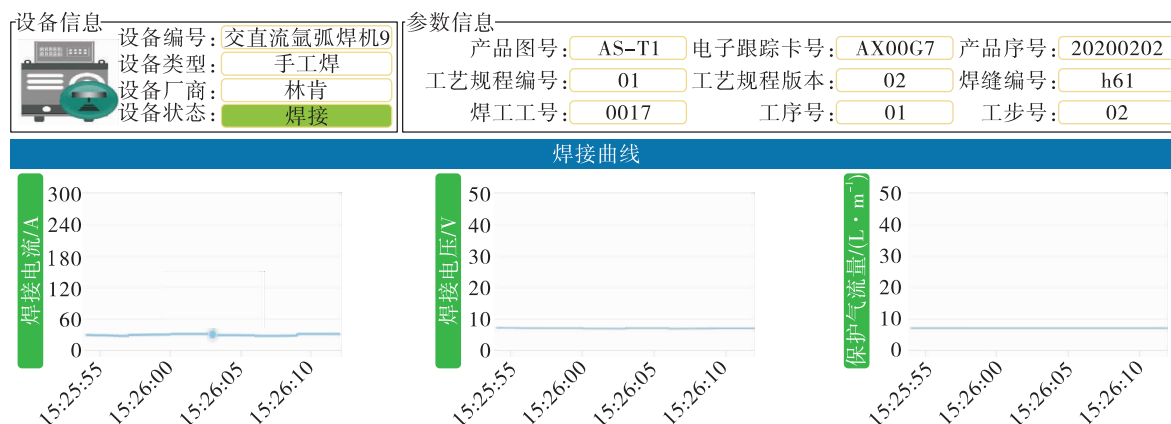 设备信息
设备编号: 交直流氩弧焊机9
设备类型: 手工焊
设备厂商: 林肯
设备状态: 焊接
参数信息
产品图号: AS-T1 电子跟踪卡号: AX00G7 产品序号: 20200202
工艺规程编号: 01 工艺规程版本: 02 焊缝编号: h61
焊工工号: 0017 工序号: 01 工步号: 02
焊接曲线
焊接电流/A
300
240
180
120
60
0
15:25:55 15:26:00 15:26:05 15:26:10
焊接电压/V
50
40
30
20
10
0
15:25:55 15:26:00 15:26:05 15:26:10
保护气流量/(L·m⁻¹)
50
40
30
20
10
0
15:25:55 15:26:00 15:26:05 15:26:10